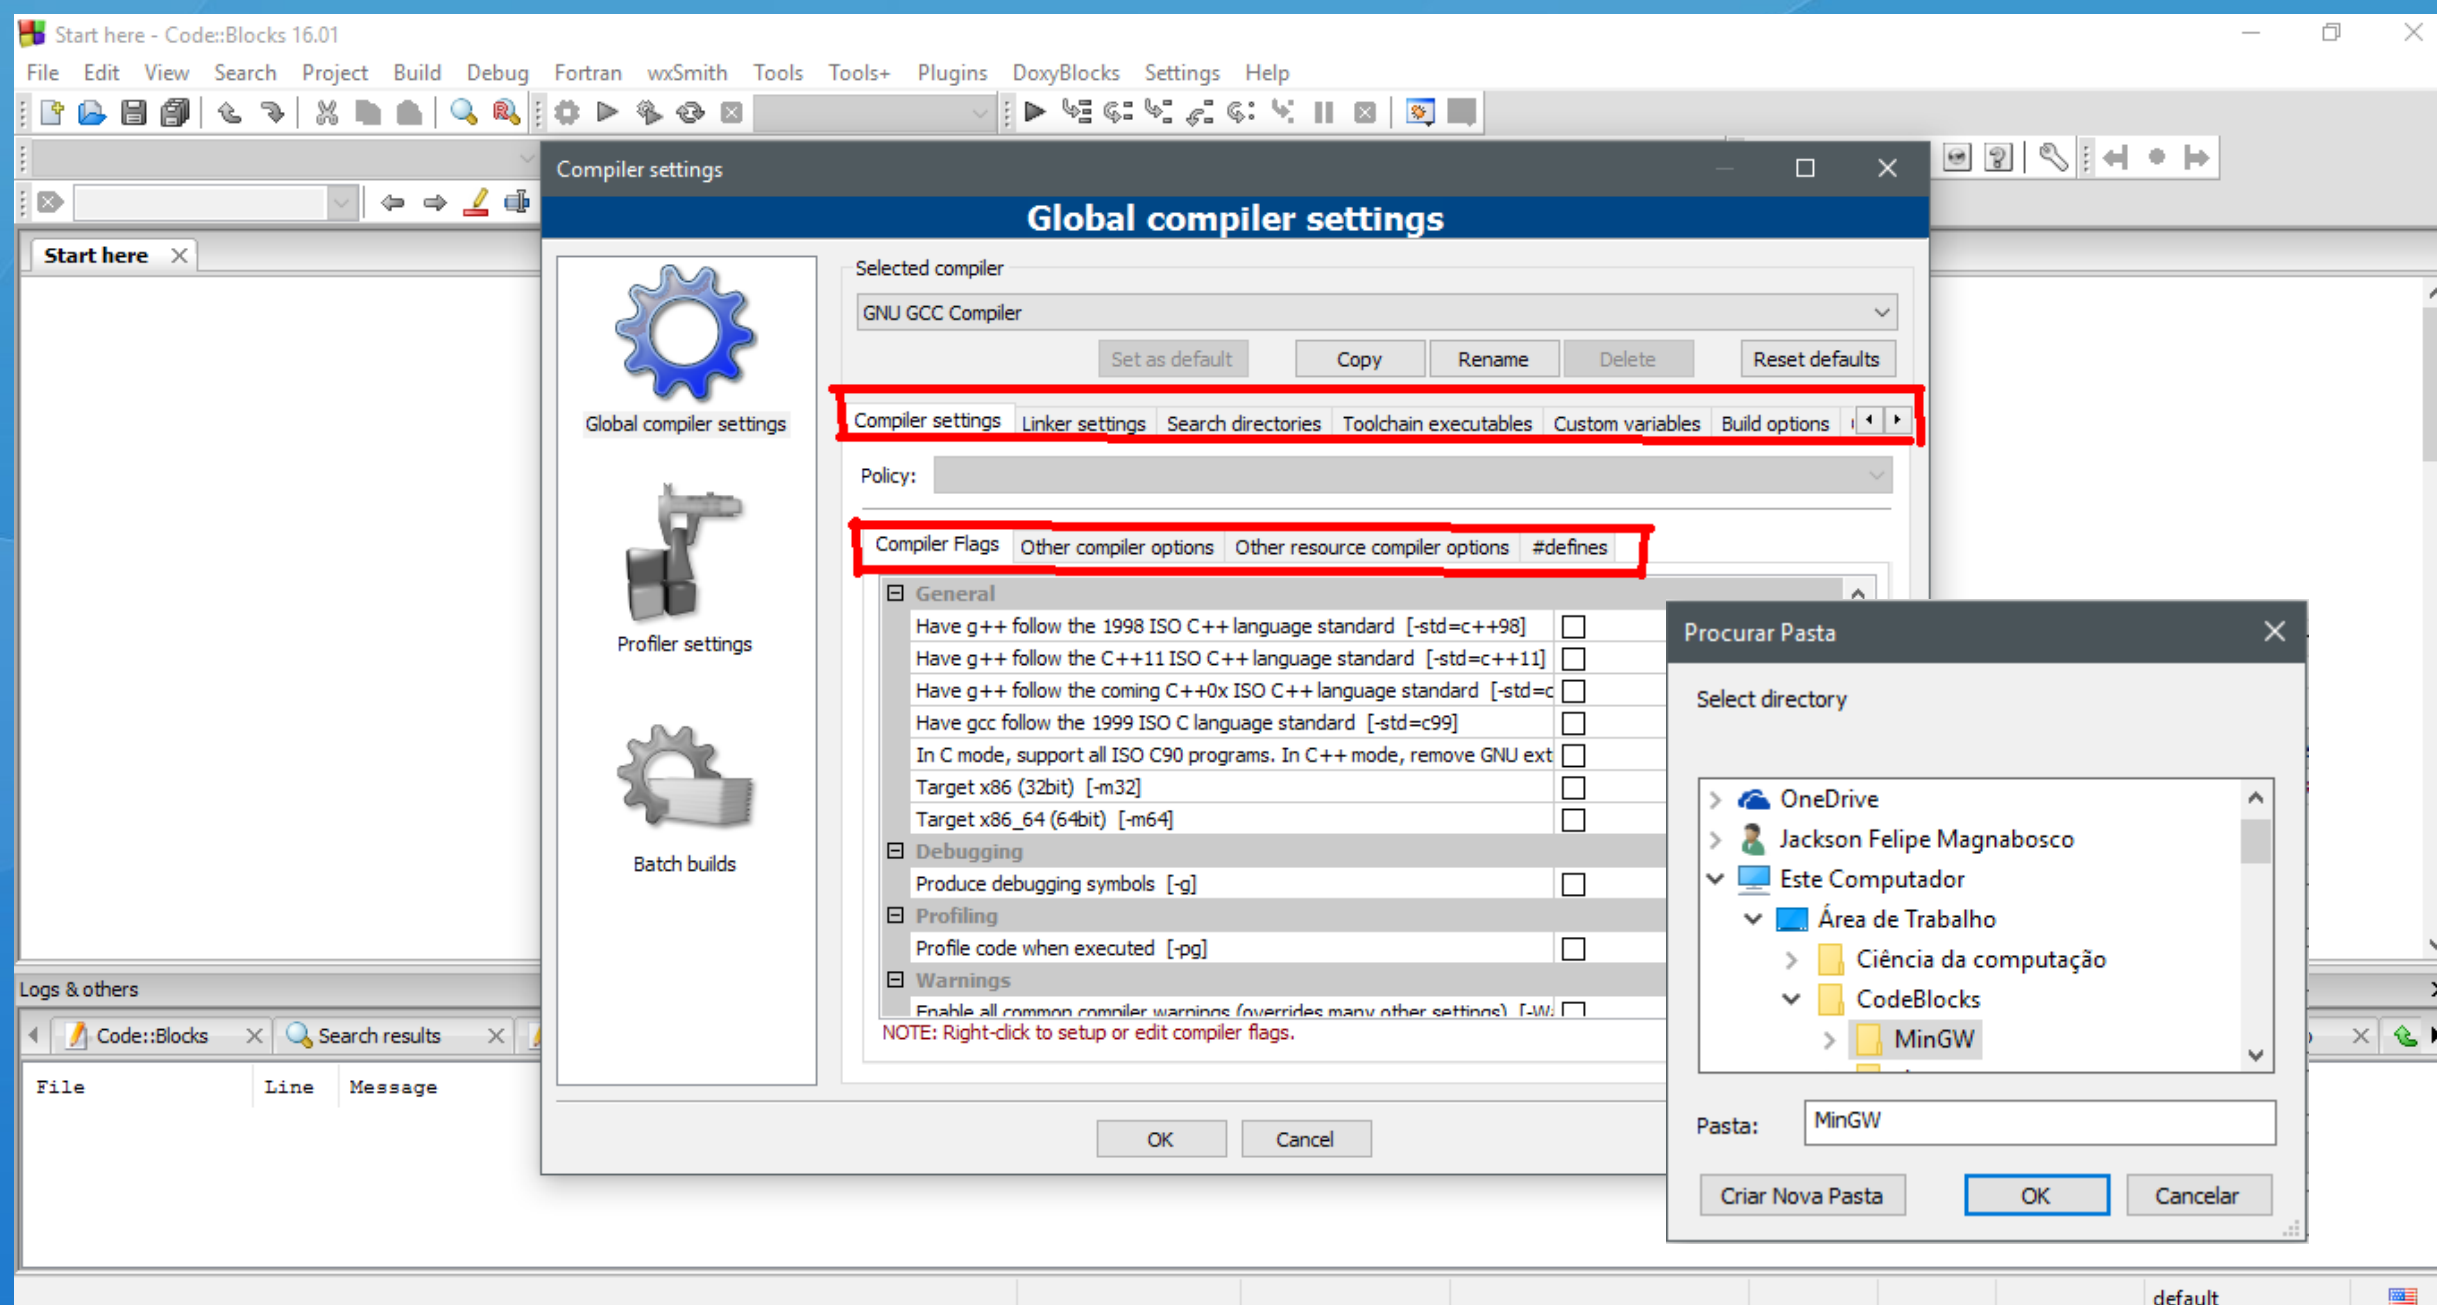 Start here - Code::Blocks 16.01
File Edit View Search Project Build Debug Fortran wxSmith Tools Tools+ Plugins DoxyBlocks Settings Help
Compiler settings
Global compiler settings
Start here
Selected compiler
GNU GCC Compiler
Set as default Copy Rename Delete Reset defaults
Global compiler settings
Compiler settings Linker settings Search directories Toolchain executables Custom variables Build options
Policy:
Compiler Flags Other compiler options Other resource compiler options #defines
General
Have g++ follow the 1998 ISO C++ language standard [-std=c++98]
Have g++ follow the C++11 ISO C++ language standard [-std=c++11]
Have g++ follow the coming C++0x ISO C++ language standard [-std=c
Have gcc follow the 1999 ISO C language standard [-std=c99]
In C mode, support all ISO C90 programs. In C++ mode, remove GNU ext
Target x86 (32bit) [-m32]
Target x86_64 (64bit) [-m64]
Debugging
Produce debugging symbols [-g]
Profiling
Profile code when executed [-pg]
Warnings
Enable all common compiler warnings (overrides many other settings) [-W
NOTE: Right-click to setup or edit compiler flags.
Profiler settings
Batch builds
OK Cancel
Procurar Pasta
Select directory
OneDrive
Jackson Felipe Magnabosco
Este Computador
Área de Trabalho
Ciência da computação
CodeBlocks
MinGW
Pasta: MinGW
Criar Nova Pasta OK Cancelar
Logs & others
Code::Blocks Search results
File Line Message
default